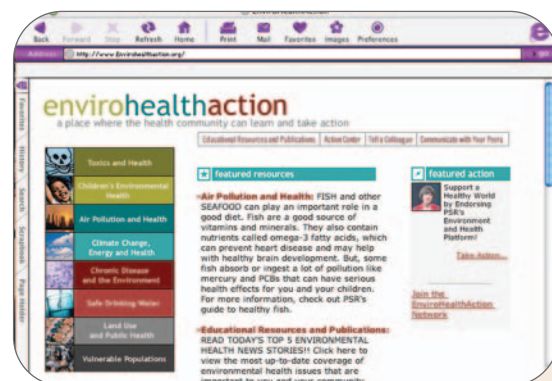 Back Forward Stop Refresh Home Print Mail Favorites Images Preferences
Address: http://www.Envirohealthaction.org/
Favorites
History
Search
Scrapbook
Page Holder
envirohealthaction
a place where the health community can learn and take action
Educational Resources and Publications Action Center Tell a Colleague Communicate with Your Peers
Toxics and Health
Children's Environmental
Health
Air Pollution and Health
Climate Change,
Energy and Health
Chronic Disease
and the Environment
Safe Drinking Water
Land Use
and Public Health
Vulnerable Populations
featured resources
Air Pollution and Health: FISH and other
SEAFOOD can play an important role in a
good diet. Fish are a good source of
vitamins and minerals. They also contain
nutrients called omega-3 fatty acids, which
can prevent heart disease and may help
with healthy brain development. But, some
fish absorb or ingest a lot of pollution like
mercury and PCBs that can have serious
health effects for you and your children.
For more information, check out PSR's
guide to healthy fish.
Educational Resources and Publications:
READ TODAY'S TOP 5 ENVIRONMENTAL
HEALTH NEWS STORIES!! Click here to
view the most up-to-date coverage of
environmental health issues that are
important to you and your community
featured action
Support a
Healthy World
by Endorsing
PSR's
Environment
and Health
Platform!
Take Action...
Join the
EnviroHealthAction
Network